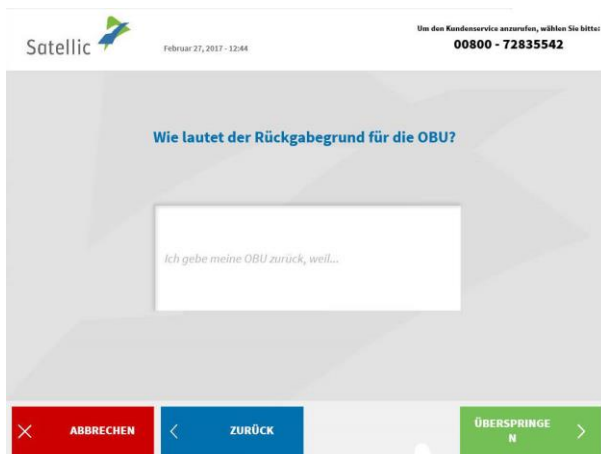 Satellic
Februar 27, 2017 - 12:44
Um den Kundenservice anzurufen, wählen Sie bitte:
00800 - 72835542
Wie lautet der Rückgabegrund für die OBU?
Ich gebe meine OBU zurück, weil...
ABBRECHEN
ZURÜCK
ÜBERSPRINGE
N